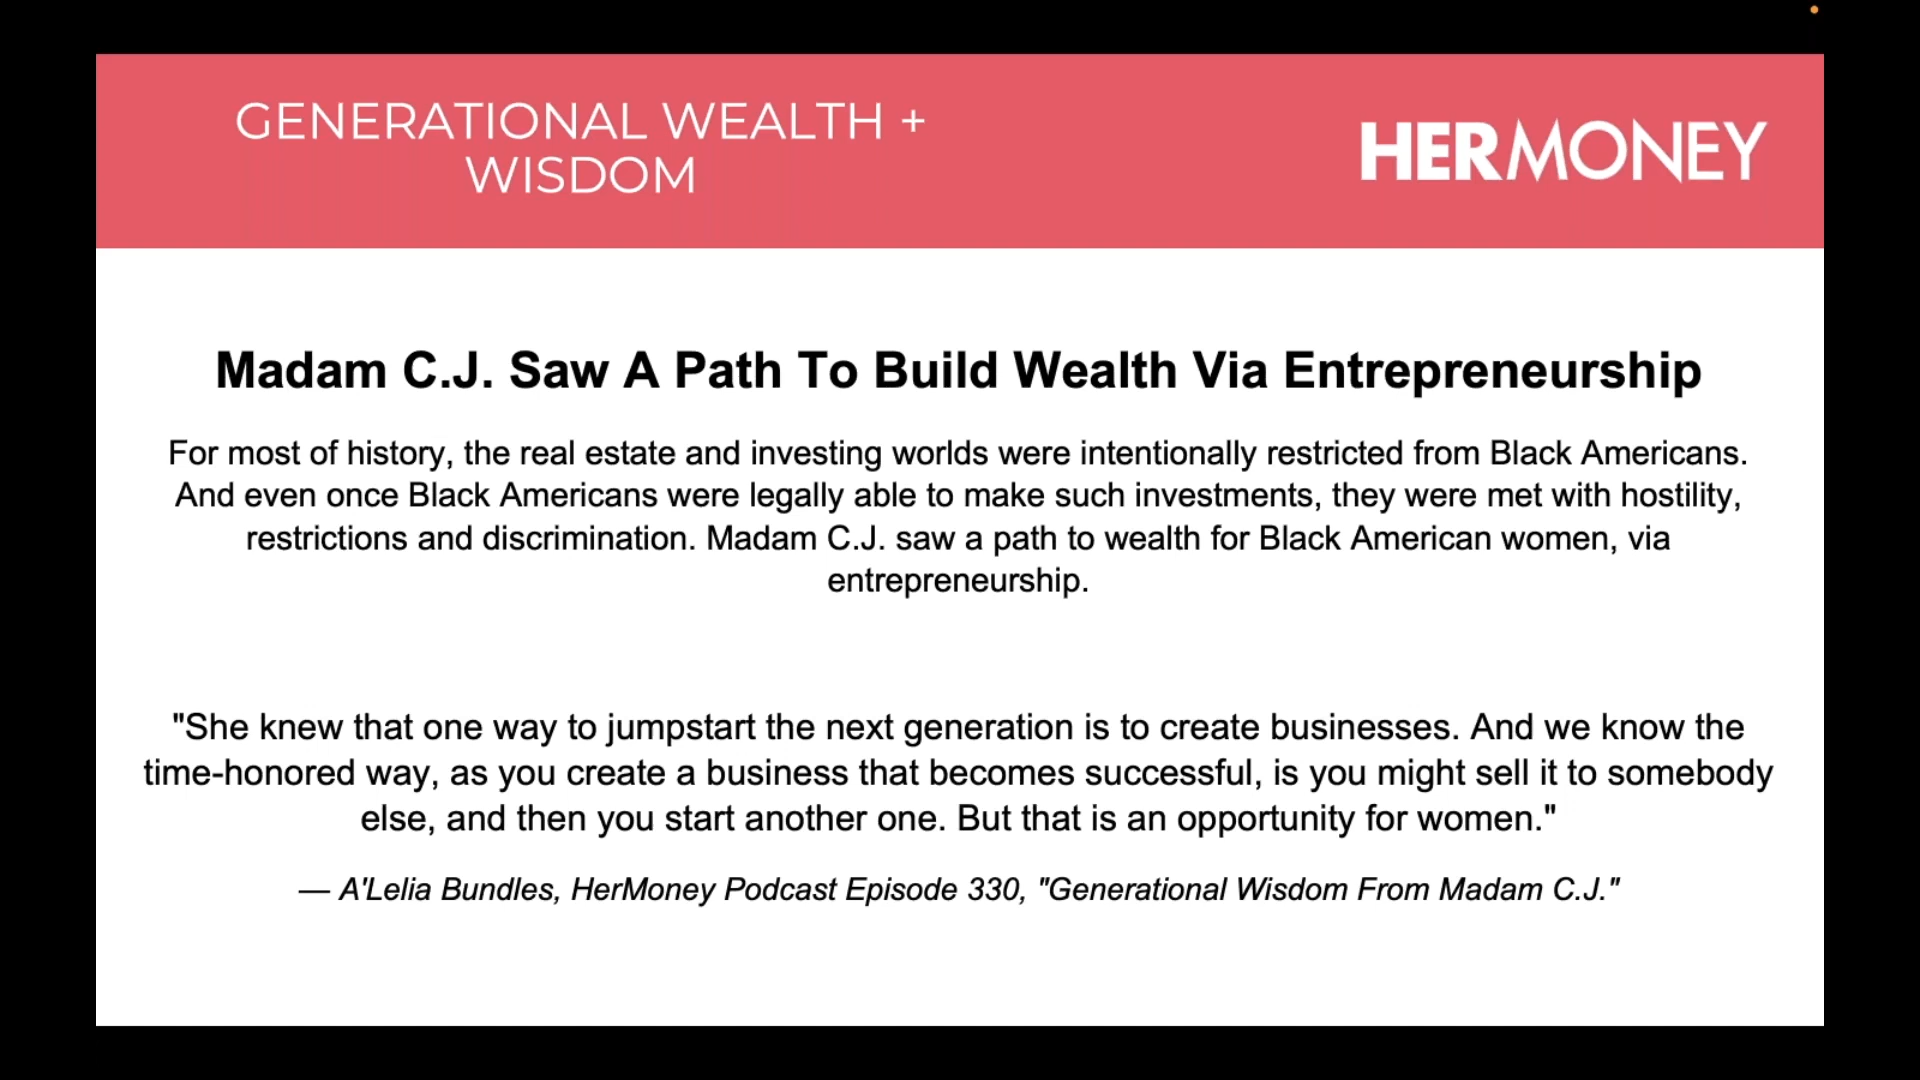 GENERATIONAL WEALTH +
WISDOM
HERMONEY
Madam C.J. Saw A Path To Build Wealth Via Entrepreneurship
For most of history, the real estate and investing worlds were intentionally restricted from Black Americans.
And even once Black Americans were legally able to make such investments, they were met with hostility,
restrictions and discrimination. Madam C.J. saw a path to wealth for Black American women, via
entrepreneurship.
"She knew that one way to jumpstart the next generation is to create businesses. And we know the
time-honored way, as you create a business that becomes successful, is you might sell it to somebody
else, and then you start another one. But that is an opportunity for women."
— A'Lelia Bundles, HerMoney Podcast Episode 330, "Generational Wisdom From Madam C.J."